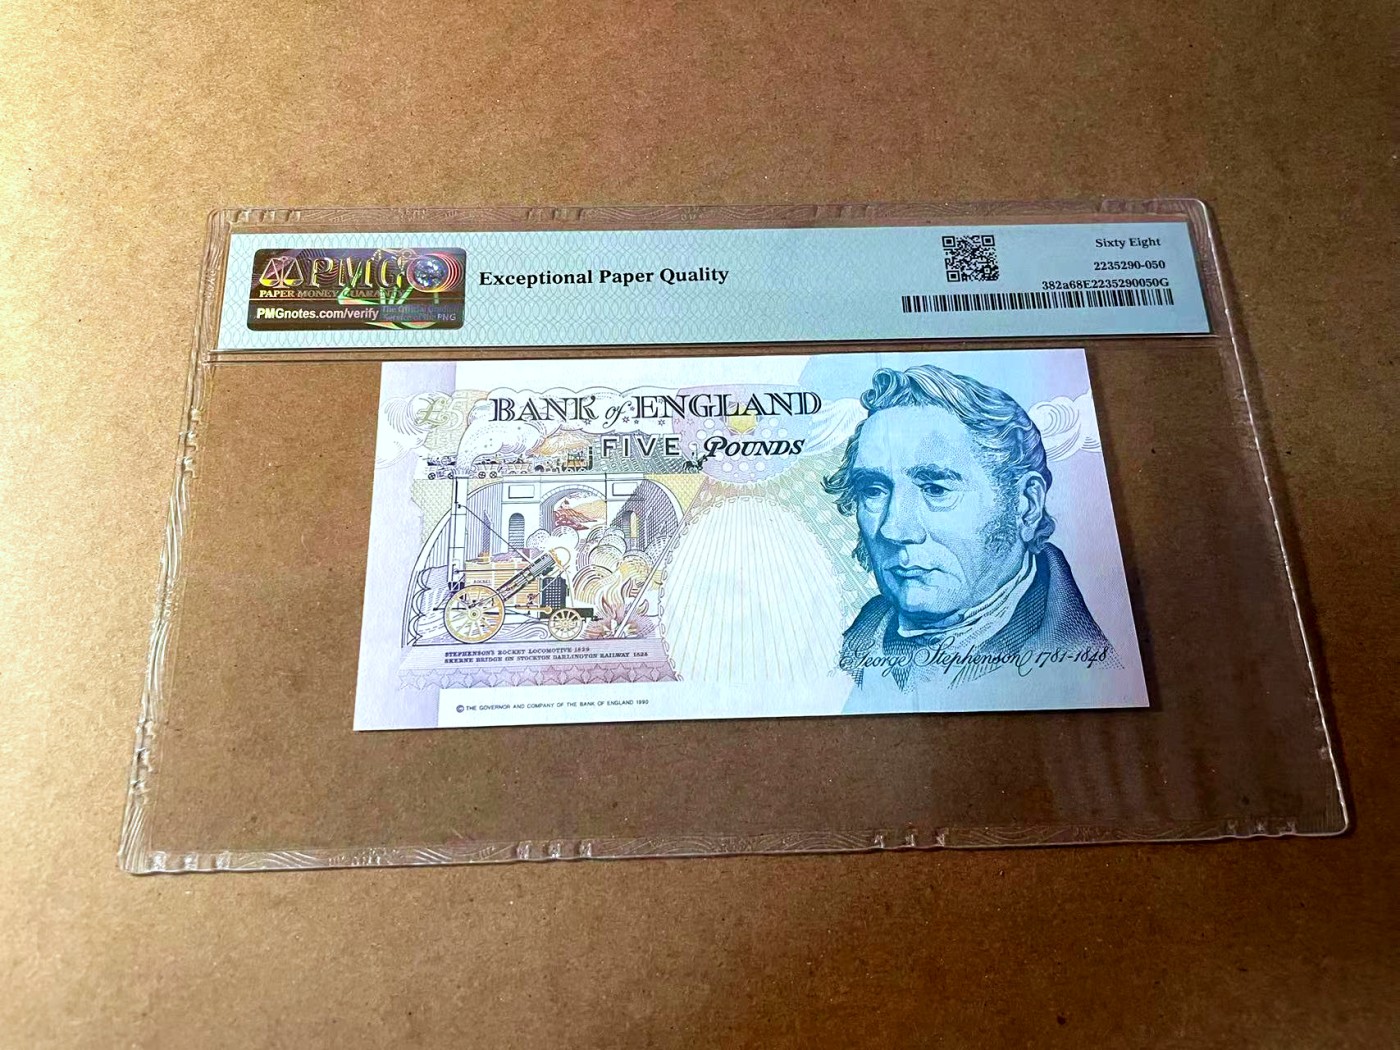 PMG
PAPER MONEY GUARANTY
PMGnotes.com/verify
Exceptional Paper Quality
Sixty Eight
2235290-050
382a68E2235290050G
£5
BANK of ENGLAND
FIVE POUNDS
ROCKET
STEPHENSON'S ROCKET LOCOMOTIVE 1829
SKERNE BRIDGE ON STOCKTON DARLINGTON RAILWAY 1825
George Stephenson 1781-1848
© THE GOVERNOR AND COMPANY OF THE BANK OF ENGLAND 1990